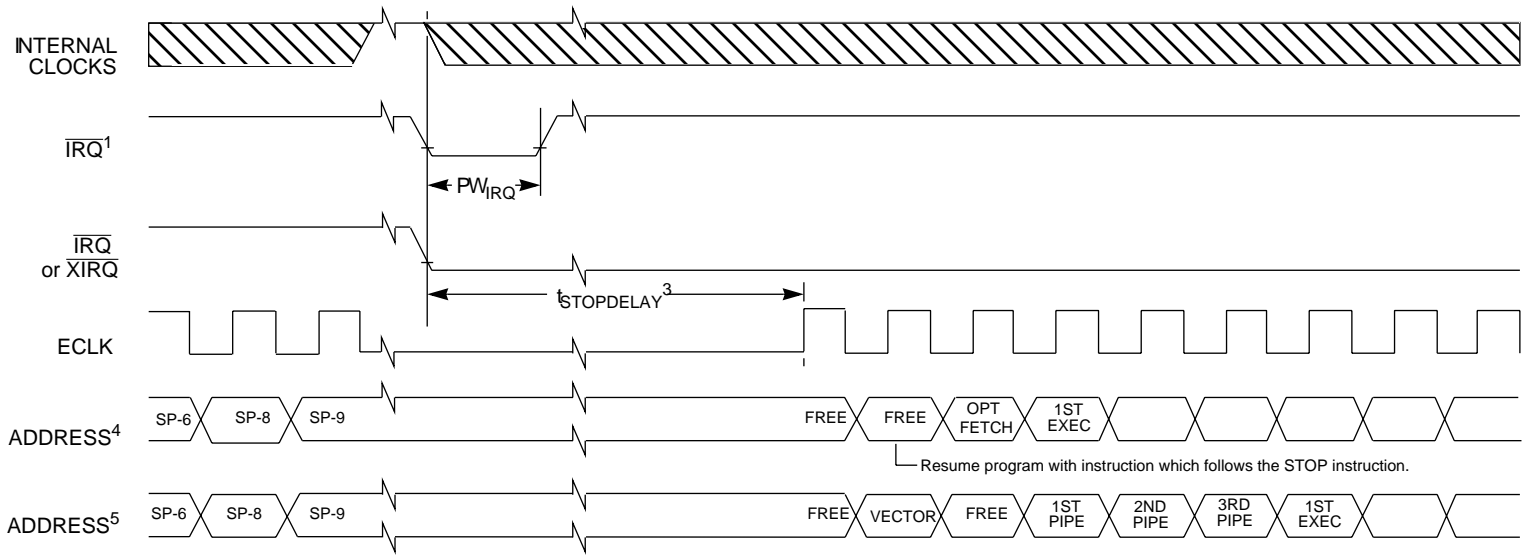 INTERNAL
CLOCKS
IRQ1
PWIRQ
IRQ
or XIRQ
tSTOPDELAY3
ECLK
ADDRESS4
SP-6 SP-8 SP-9 FREE FREE OPT FETCH 1ST EXEC
Resume program with instruction which follows the STOP instruction.
ADDRESS5
SP-6 SP-8 SP-9 FREE VECTOR FREE 1ST PIPE 2ND PIPE 3RD PIPE 1ST EXEC